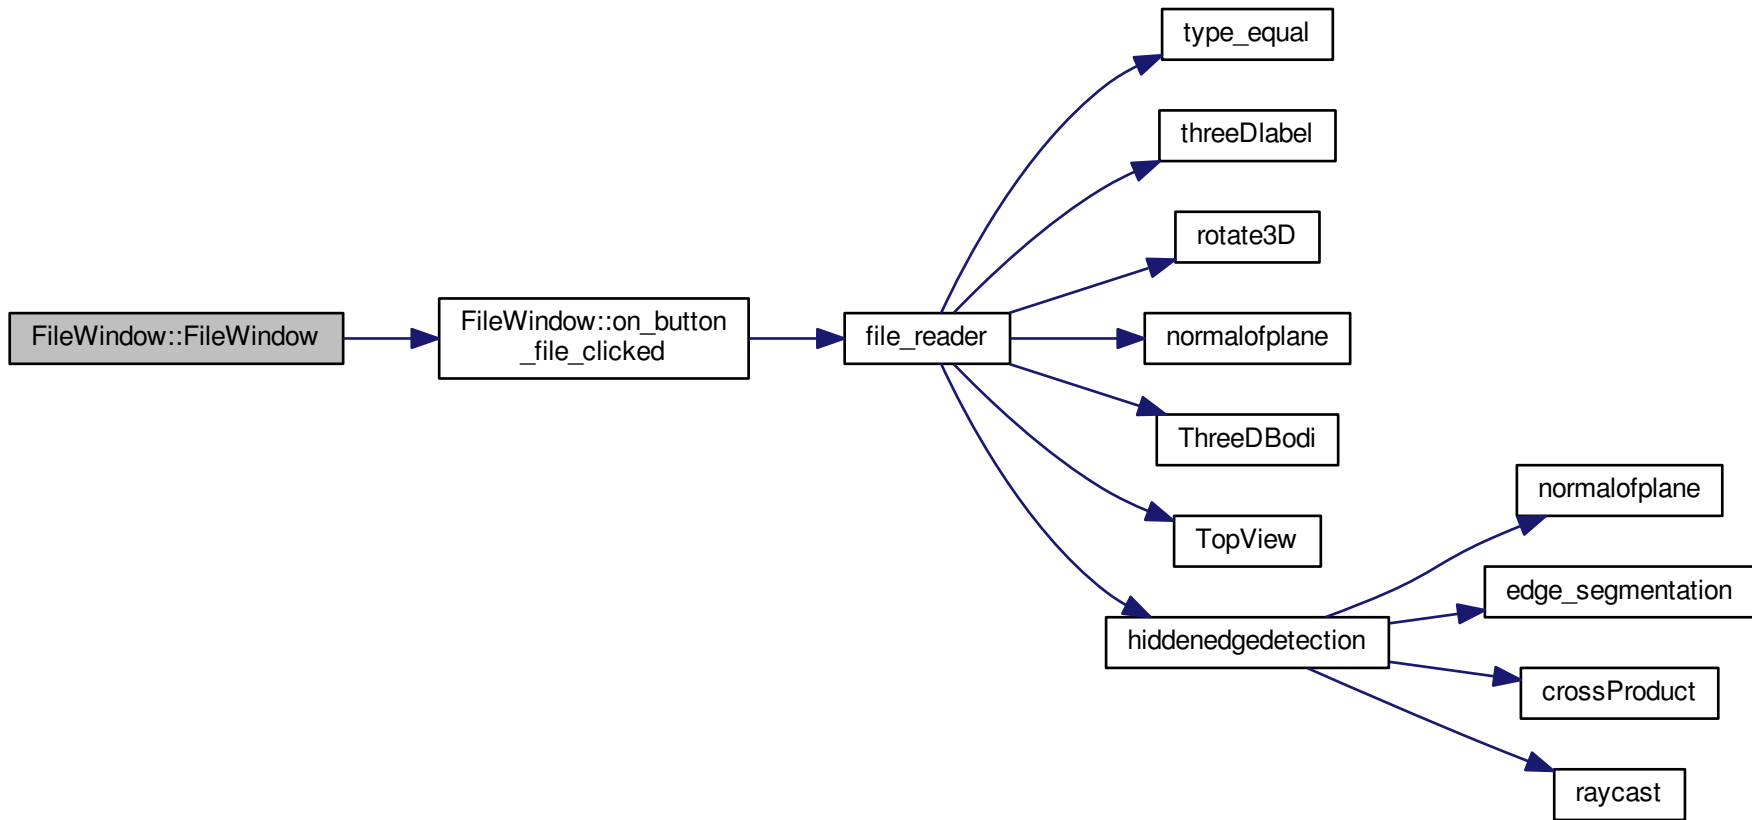 FileWindow::FileWindow
FileWindow::on_button
_file_clicked
file_reader
type_equal
threeDlabel
rotate3D
normalofplane
ThreeDBodi
TopView
hiddenedgedetection
normalofplane
edge_segmentation
crossProduct
raycast